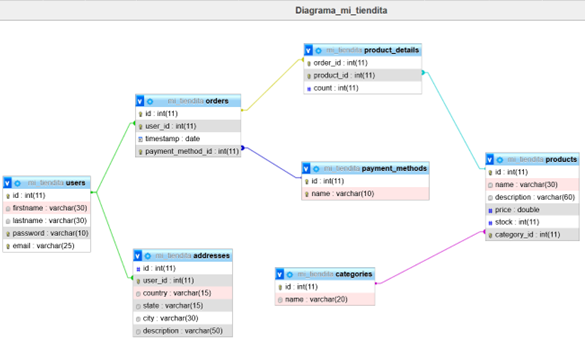 Diagrama_mi_tiendita
mi_tiendita product_details
order_id : int(11)
product_id : int(11)
count : int(11)
mi_tiendita orders
id : int(11)
user_id : int(11)
timestamp : date
payment_method_id : int(11)
mi_tiendita products
id : int(11)
name : varchar(30)
description : varchar(60)
price : double
stock : int(11)
category_id : int(11)
mi_tiendita payment_methods
id : int(11)
name : varchar(10)
mi_tiendita users
id : int(11)
firstname : varchar(30)
lastname : varchar(30)
password : varchar(10)
email : varchar(25)
mi_tiendita addresses
id : int(11)
user_id : int(11)
country : varchar(15)
state : varchar(15)
city : varchar(30)
description : varchar(50)
mi_tiendita categories
id : int(11)
name : varchar(20)